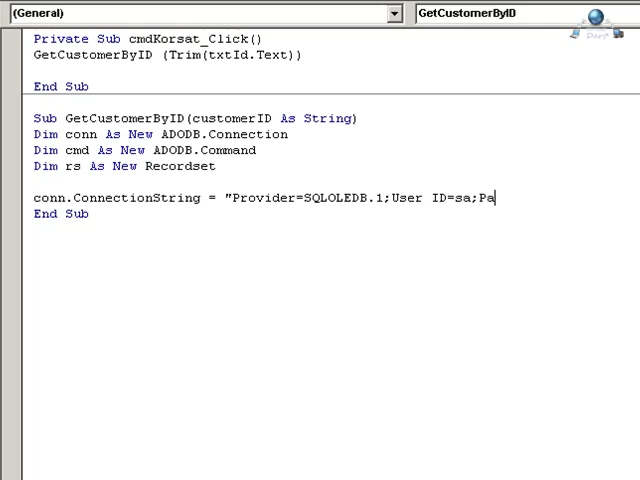 (General)
GetCustomerByID
Private Sub cmdKorsat_Click()
GetCustomerByID (Trim(txtId.Text))
End Sub
Sub GetCustomerByID(customerID As String)
Dim conn As New ADODB.Connection
Dim cmd As New ADODB.Command
Dim rs As New Recordset
conn.ConnectionString = "Provider=SQLOLEDB.1;User ID=sa;Pa
End Sub